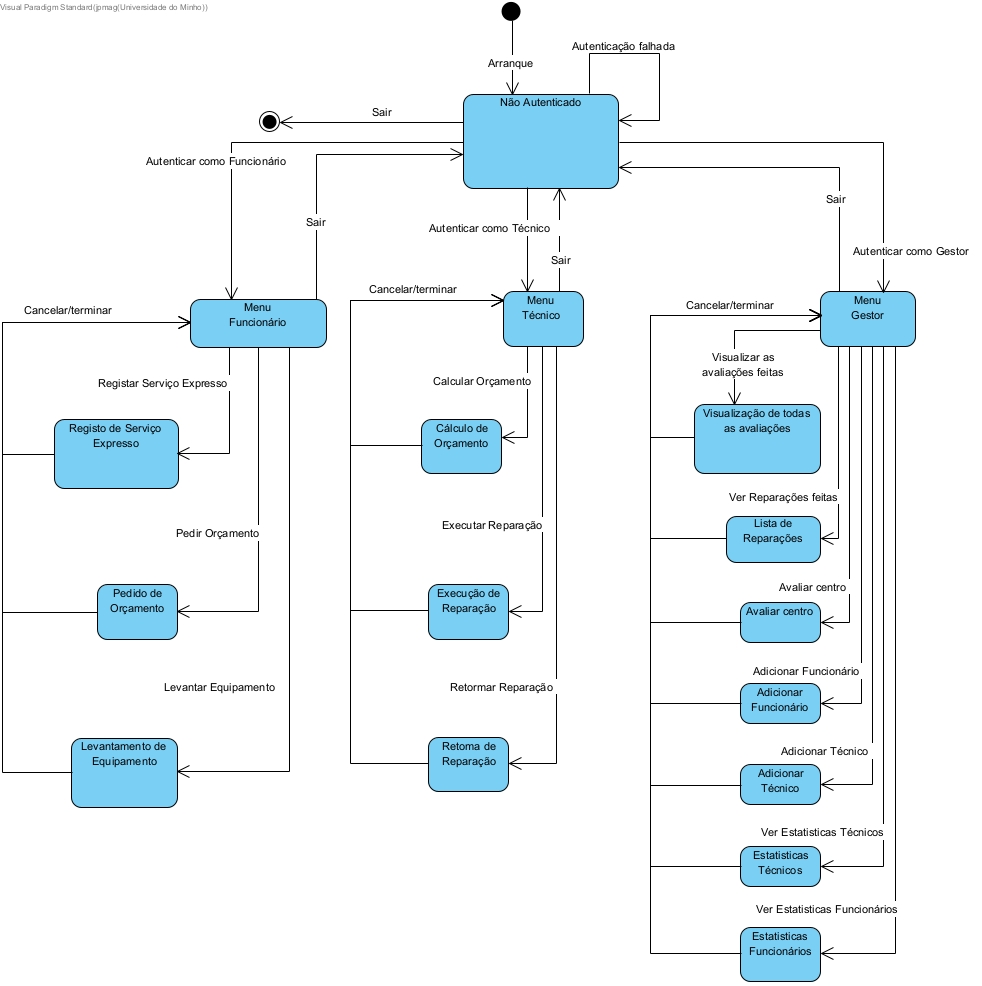 Visual Paradigm Standard(jpmag(Universidade do Minho))
Autenticação falhada
Arranque
Não Autenticado
Sair
Autenticar como Funcionário
Sair
Sair
Autenticar como Técnico
Autenticar como Gestor
Sair
Cancelar/terminar
Menu
Funcionário
Registar Serviço Expresso
Registo de Serviço
Expresso
Pedir Orçamento
Pedido de
Orçamento
Levantar Equipamento
Levantamento de
Equipamento
Cancelar/terminar
Menu
Técnico
Calcular Orçamento
Cálculo de
Orçamento
Executar Reparação
Execução de
Reparação
Retormar Reparação
Retoma de
Reparação
Cancelar/terminar
Menu
Gestor
Visualizar as
avaliações feitas
Visualização de todas
as avaliações
Ver Reparações feitas
Lista de
Reparações
Avaliar centro
Avaliar centro
Adicionar Funcionário
Adicionar
Funcionário
Adicionar Técnico
Adicionar
Técnico
Ver Estatisticas Técnicos
Estatisticas
Técnicos
Ver Estatisticas Funcionários
Estatisticas
Funcionários